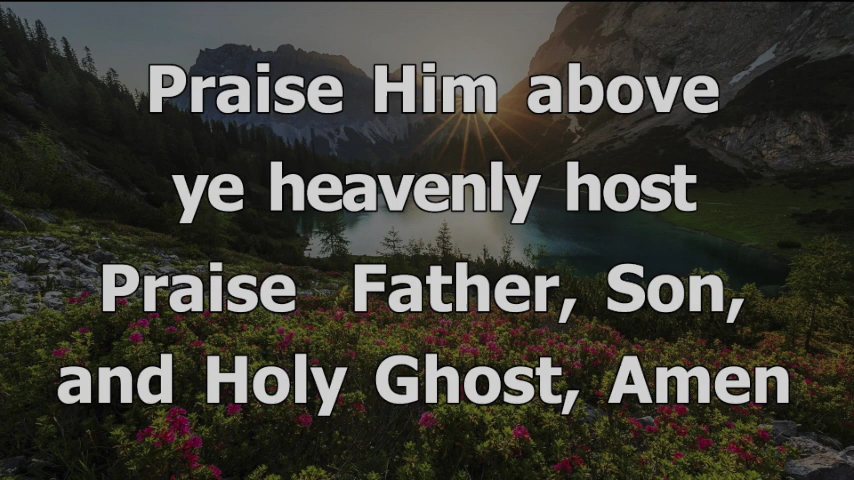 Praise Him above
ye heavenly host
Praise Father, Son,
and Holy Ghost, Amen